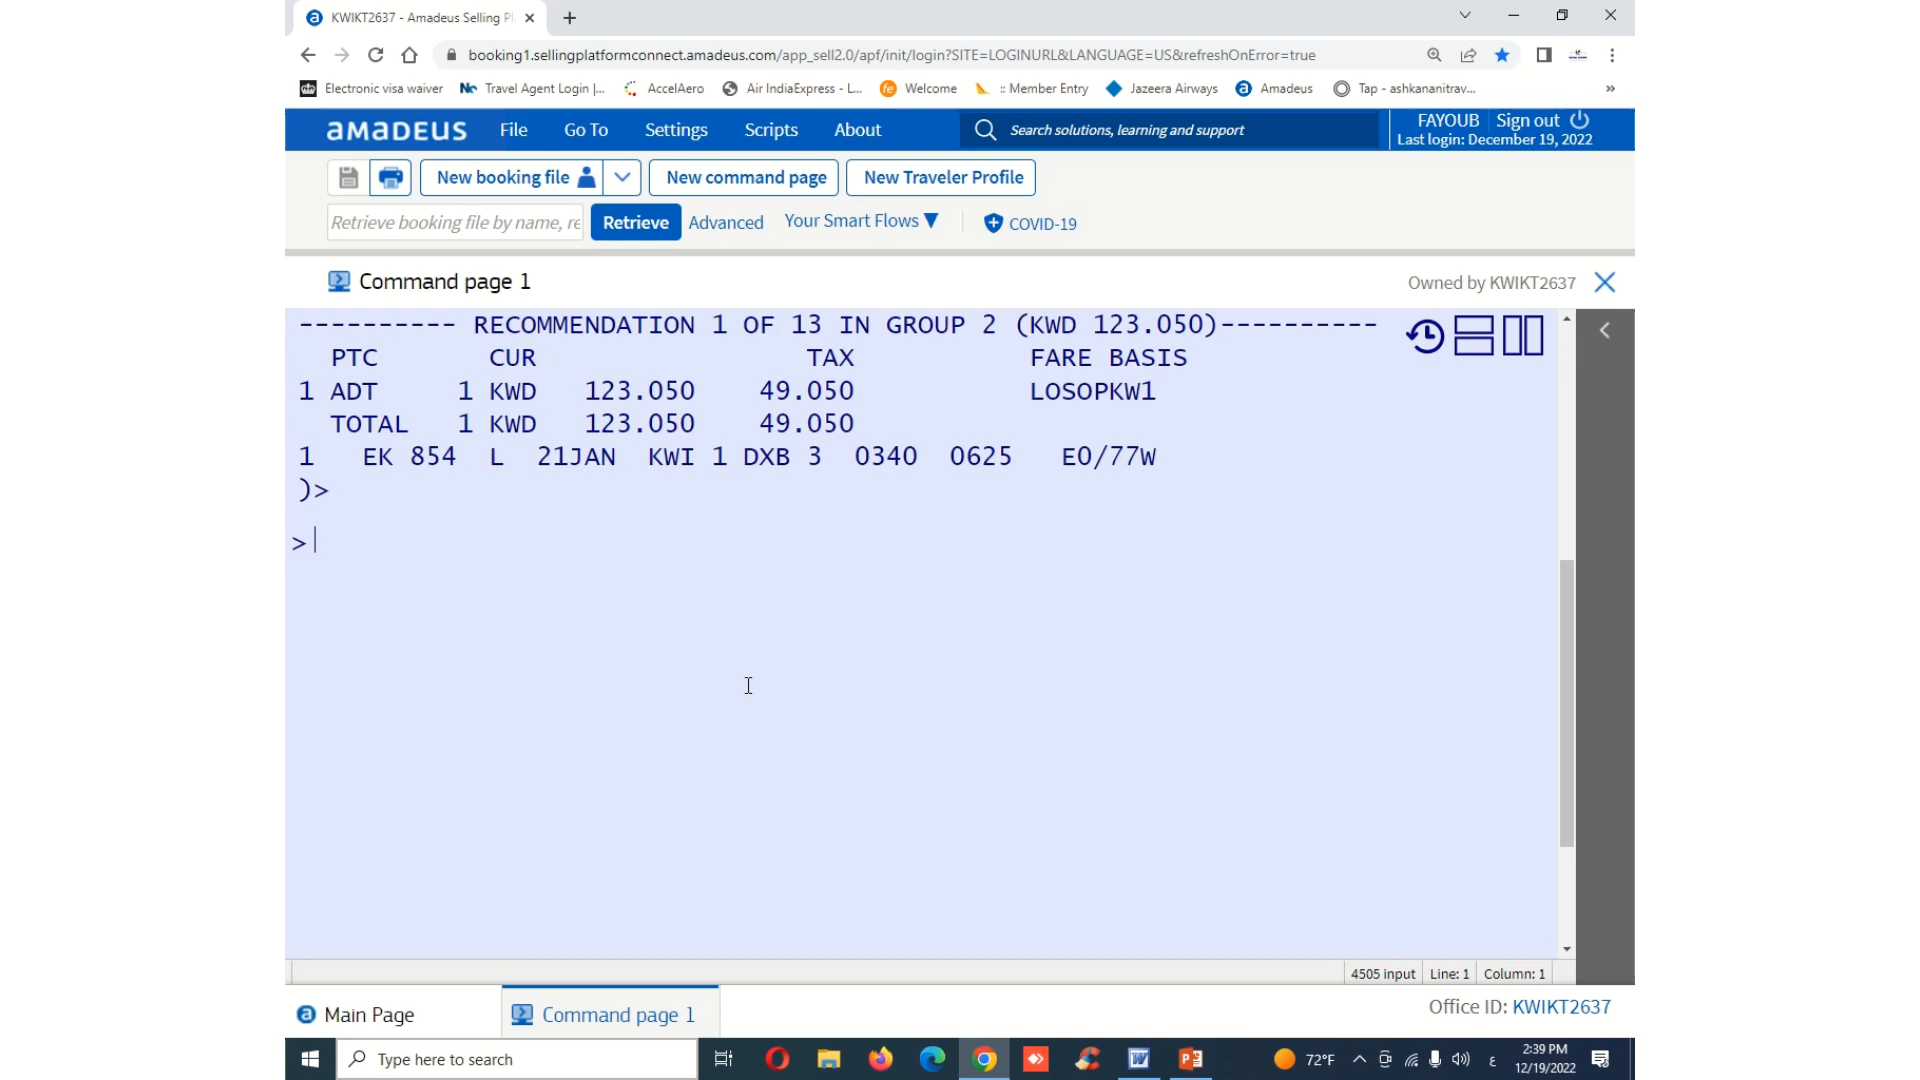 KWIKT2637 - Amadeus Selling Pl
booking1.sellingplatformconnect.amadeus.com/app_sell2.0/apf/init/login?SITE=LOGINURL&LANGUAGE=US&refreshOnError=true
Electronic visa waiver Travel Agent Login |... AccelAero Air IndiaExpress - L... Welcome :: Member Entry Jazeera Airways Amadeus Tap - ashkananitrav... »
amadeus File Go To Settings Scripts About Search solutions, learning and support FAYOUB Sign out
Last login: December 19, 2022
New booking file New command page New Traveler Profile
Retrieve booking file by name, re Retrieve Advanced Your Smart Flows COVID-19
Command page 1 Owned by KWIKT2637
---------- RECOMMENDATION 1 OF 13 IN GROUP 2 (KWD 123.050)----------
PTC CUR TAX FARE BASIS
1 ADT 1 KWD 123.050 49.050 LOSOPKW1
TOTAL 1 KWD 123.050 49.050
1 EK 854 L 21JAN KWI 1 DXB 3 0340 0625 E0/77W
)>
>
4505 input Line: 1 Column: 1
Main Page Command page 1 Office ID: KWIKT2637
Type here to search 72°F ع 2:39 PM
12/19/2022